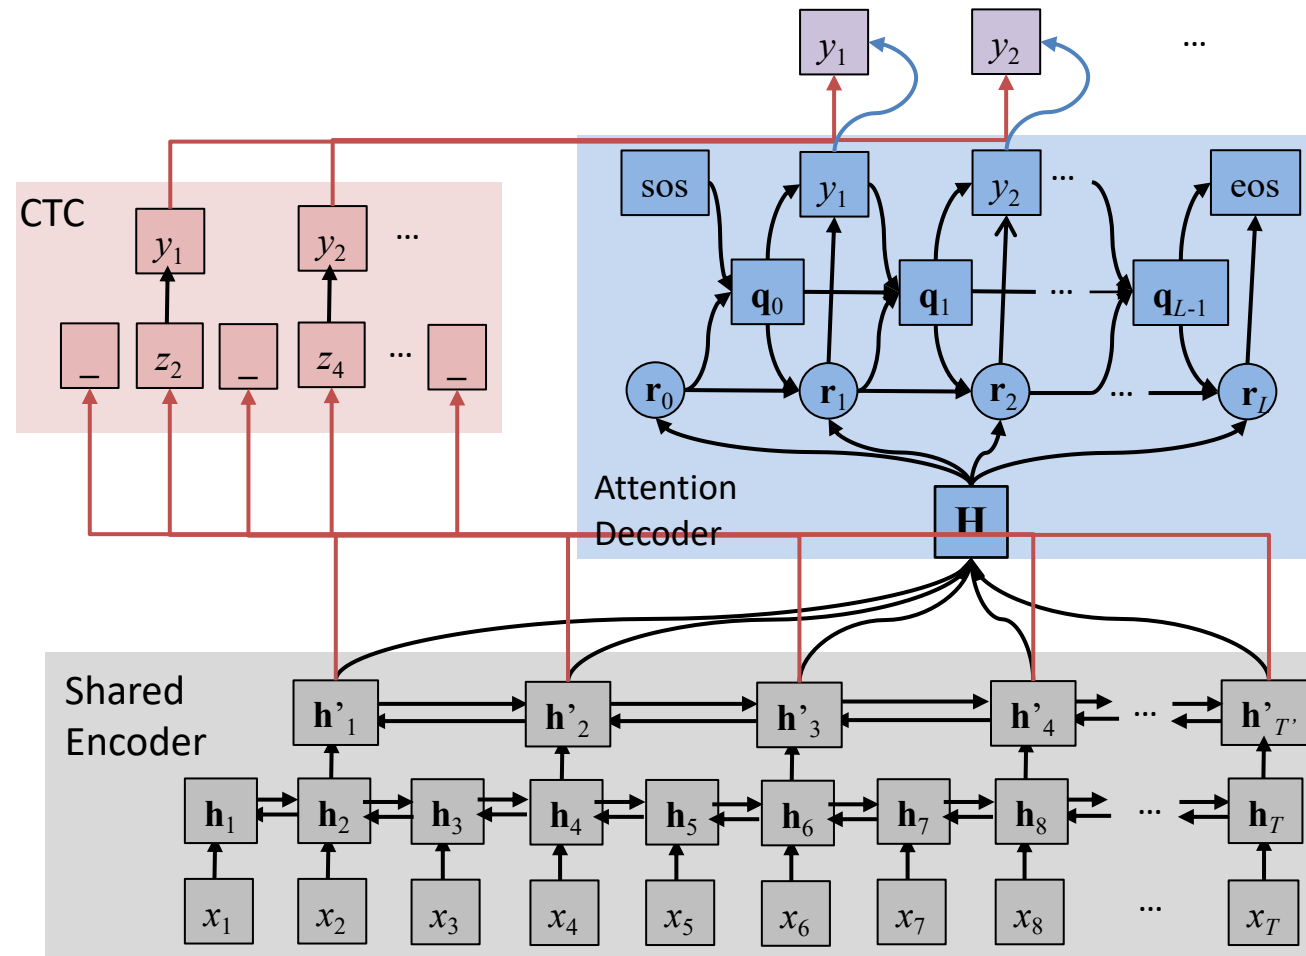 y1 y2 ...
sos y1 y2 ... eos
CTC
y1 y2 ...
q0 q1 ... qL-1
_ z2 _ z4 ... _
r0 r1 r2 ... rL
Attention
Decoder
H
Shared
Encoder
h'1 h'2 h'3 h'4 ... h'T'
h1 h2 h3 h4 h5 h6 h7 h8 ... hT
x1 x2 x3 x4 x5 x6 x7 x8 ... xT